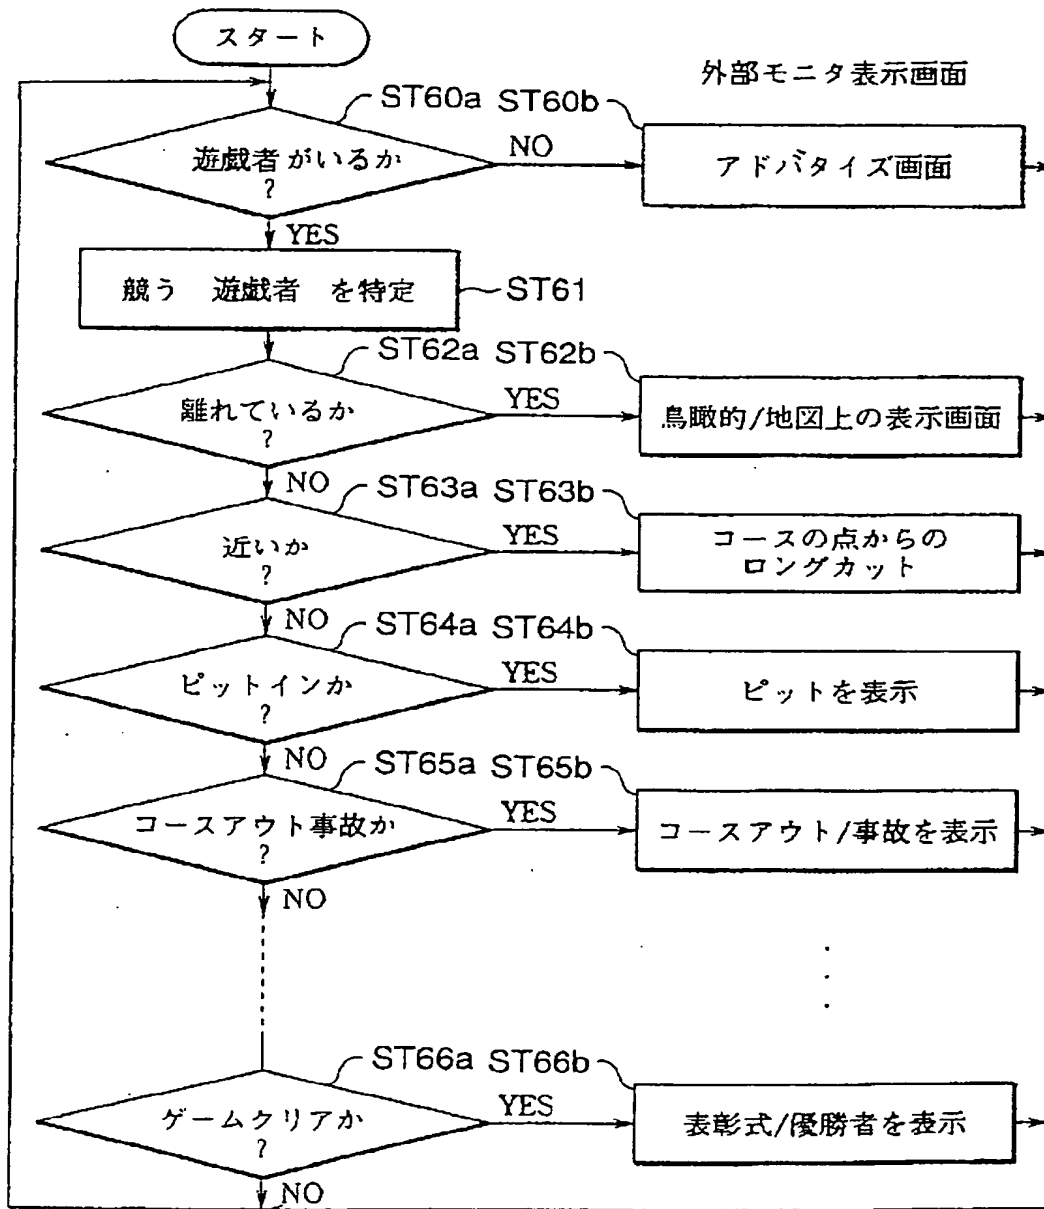 スタート
外部モニタ表示画面
ST60a ST60b
遊戯者がいるか
?
NO
アドバタイズ画面
YES
競う 遊戯者 を特定
ST61
ST62a ST62b
離れているか
?
YES
鳥瞰的/地図上の表示画面
NO
ST63a ST63b
近いか
?
YES
コースの点からの
ロングカット
NO
ST64a ST64b
ピットインか
?
YES
ピットを表示
NO
ST65a ST65b
コースアウト事故か
?
YES
コースアウト/事故を表示
NO
ST66a ST66b
ゲームクリアか
?
YES
表彰式/優勝者を表示
NO